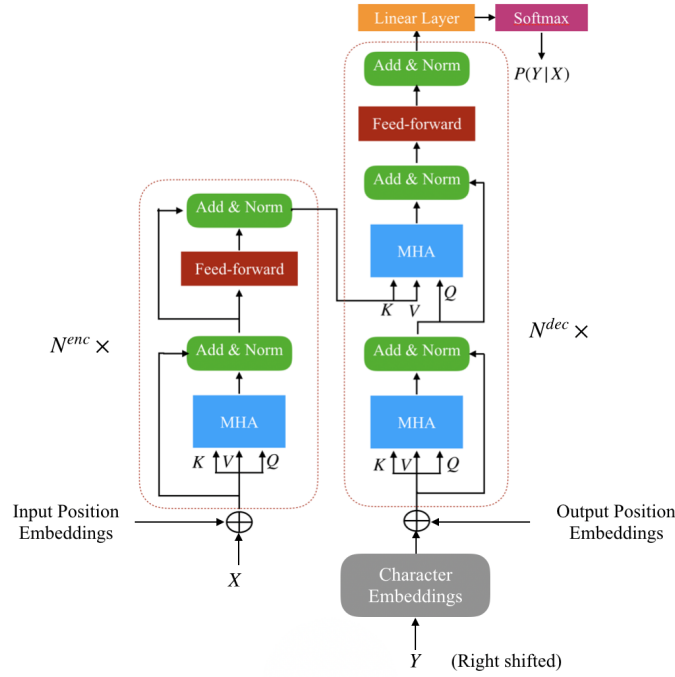 Linear Layer
Softmax
P(Y|X)
Add & Norm
Feed-forward
Add & Norm
MHA
K
V
Q
Add & Norm
MHA
K
V
Q
N^{dec} ×
Add & Norm
Feed-forward
Add & Norm
MHA
K
V
Q
N^{enc} ×
Input Position
Embeddings
X
Output Position
Embeddings
Character
Embeddings
Y (Right shifted)